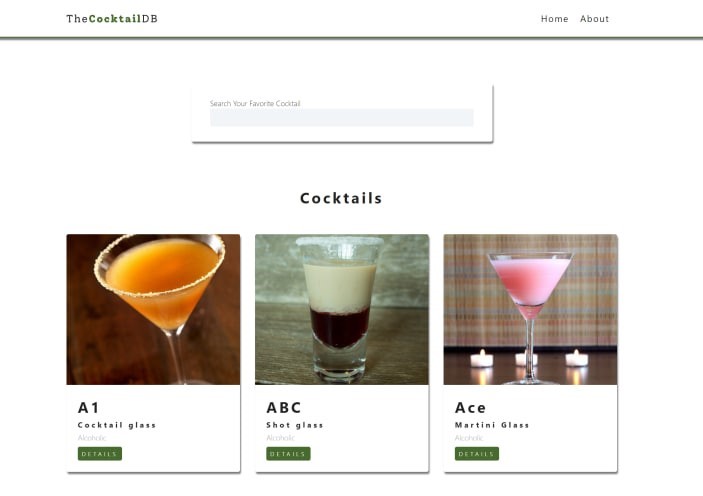 TheCocktailDB
Home About
Search Your Favorite Cocktail
Cocktails
A1
Cocktail glass
Alcoholic
DETAILS
ABC
Shot glass
Alcoholic
DETAILS
Ace
Martini Glass
Alcoholic
DETAILS